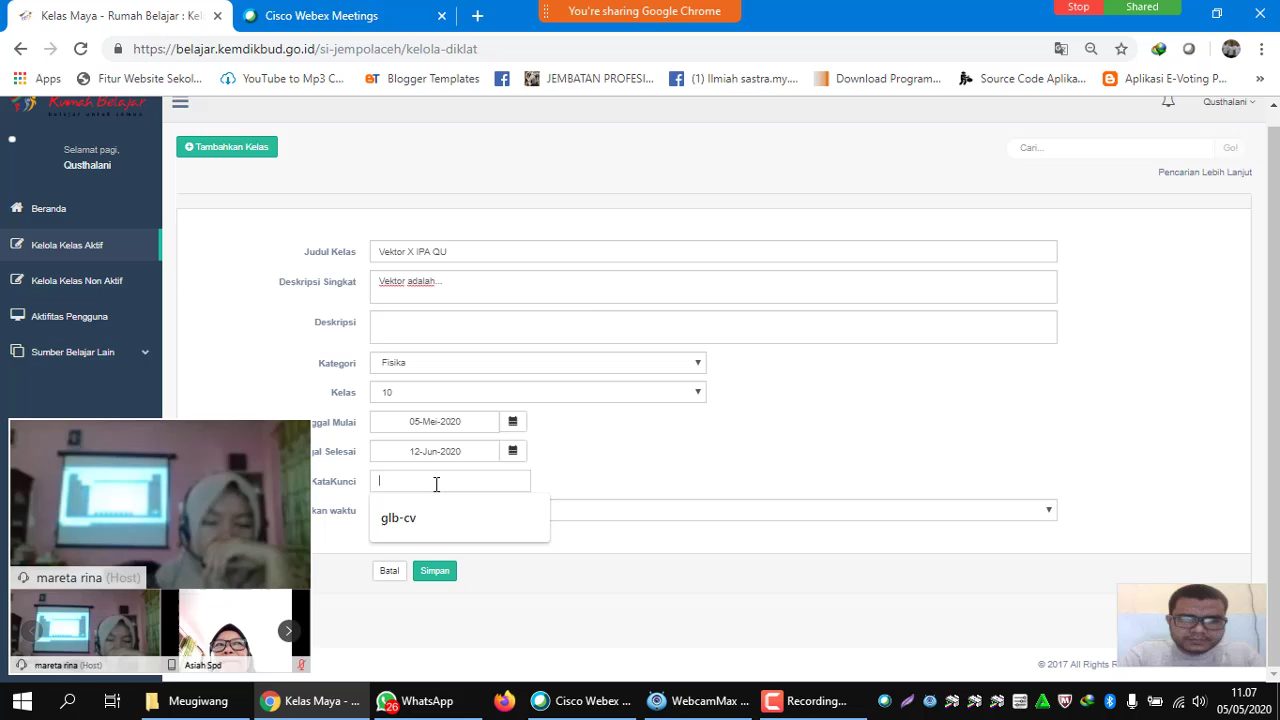 Kelas Maya - Rumah Belajar : Kel
Cisco Webex Meetings
You're sharing Google Chrome
Stop
Shared
https://belajar.kemdikbud.go.id/si-jempolaceh/kelola-diklat
Apps
Fitur Website Sekol...
YouTube to Mp3 C...
Blogger Templates
JEMBATAN PROFESI...
(1) Ilmiah sastra.my....
Download Program...
Source Code Aplika...
Aplikasi E-Voting P...
Rumah Belajar
belajar untuk semua
Qusthalani
Selamat pagi,
Qusthalani
Tambahkan Kelas
Cari...
Go!
Pencarian Lebih Lanjut
Beranda
Kelola Kelas Aktif
Kelola Kelas Non Aktif
Aktifitas Pengguna
Sumber Belajar Lain
Judul Kelas
Vektor X IPA QU
Deskripsi Singkat
Vektor adalah...
Deskripsi
Kategori
Fisika
Kelas
10
ggal Mulai
05-Mei-2020
al Selesai
12-Jun-2020
KataKunci
kan waktu
glb-cv
Batal
Simpan
mareta rina (Host)
mareta rina (Host)
Asiah Spd
© 2017 All Rights R
Meugiwang
Kelas Maya - ...
26
WhatsApp
Cisco Webex ...
WebcamMax ...
Recording...
11.07
05/05/2020